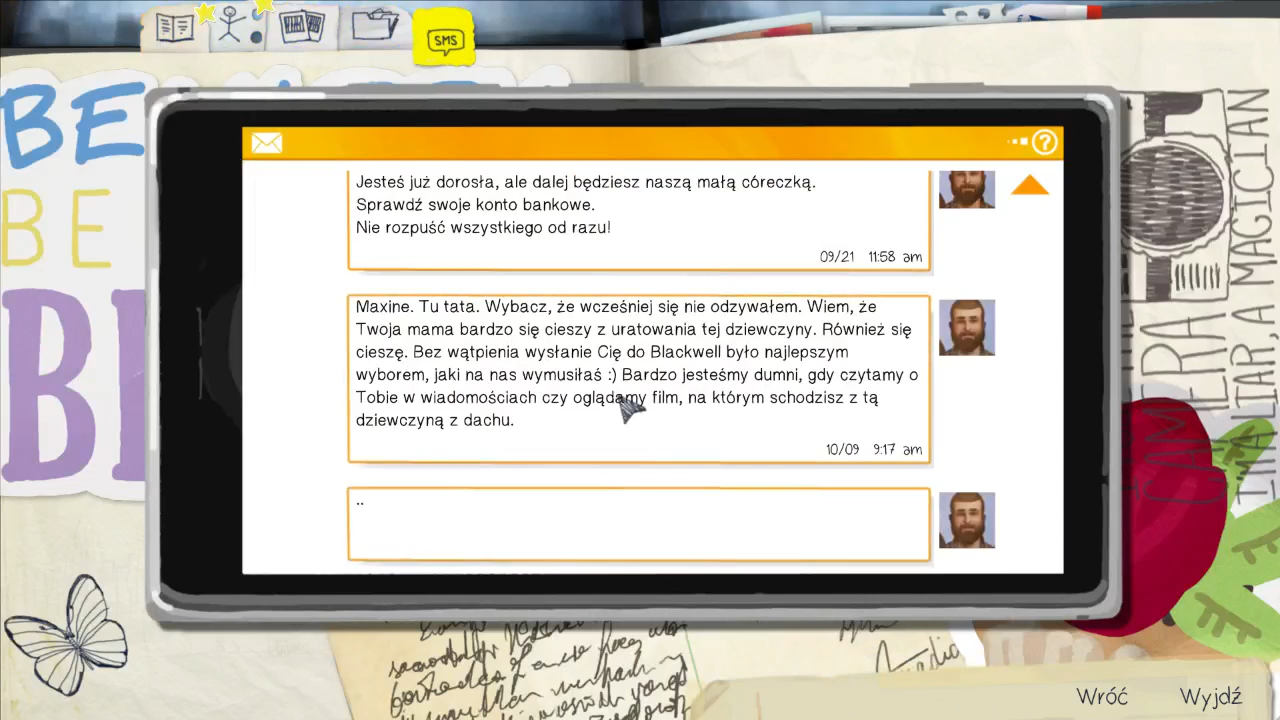 SMS
BE
BE
Jesteś już dorosła, ale dalej będziesz naszą małą córeczką.
Sprawdź swoje konto bankowe.
Nie rozpuść wszystkiego od razu!
09/21 11:58 am
Maxine. Tu tata. Wybacz, że wcześniej się nie odzywałem. Wiem, że
Twoja mama bardzo się cieszy z uratowania tej dziewczyny. Również się
cieszę. Bez wątpienia wysłanie Cię do Blackwell było najlepszym
wyborem, jaki na nas wymusiłaś :) Bardzo jesteśmy dumni, gdy czytamy o
Tobie w wiadomościach czy oglądamy film, na którym schodzisz z tą
dziewczyną z dachu.
10/09 9:17 am
..
CAMERA
A MAGICIAN
Wróć Wyjdź